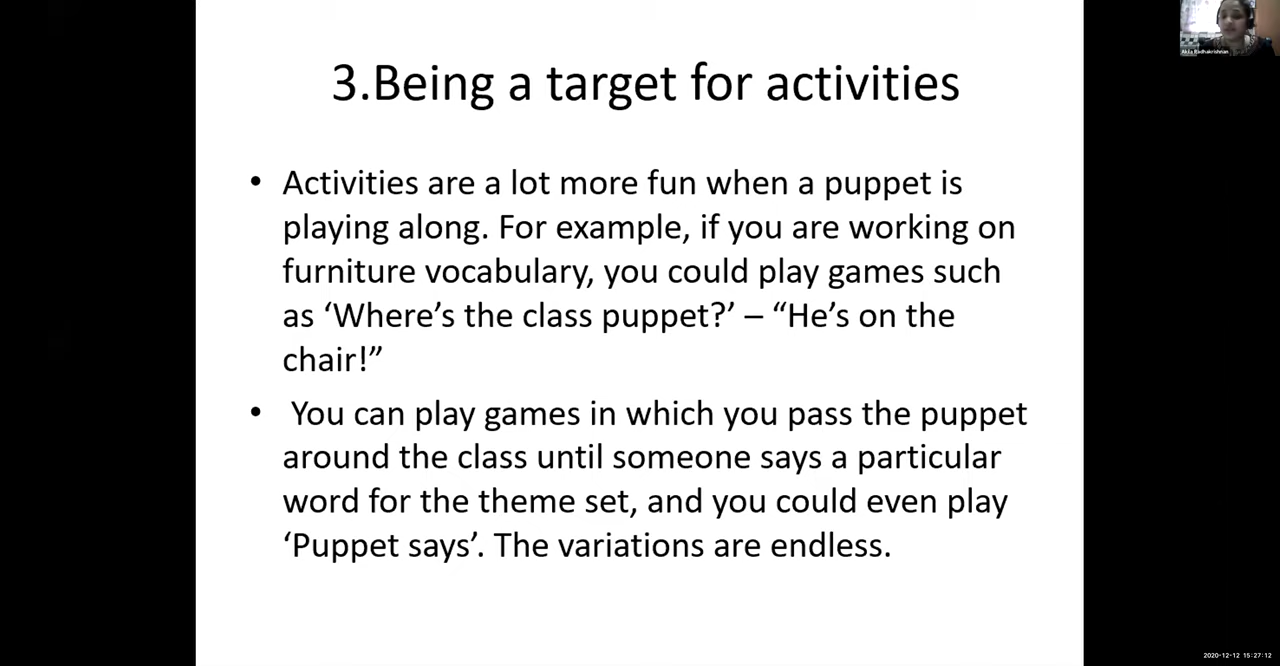 Akila Radhakrishnan
3.Being a target for activities
• Activities are a lot more fun when a puppet is
playing along. For example, if you are working on
furniture vocabulary, you could play games such
as ‘Where’s the class puppet?’ – “He’s on the
chair!”
• You can play games in which you pass the puppet
around the class until someone says a particular
word for the theme set, and you could even play
‘Puppet says’. The variations are endless.
2020-12-12 15:27:12